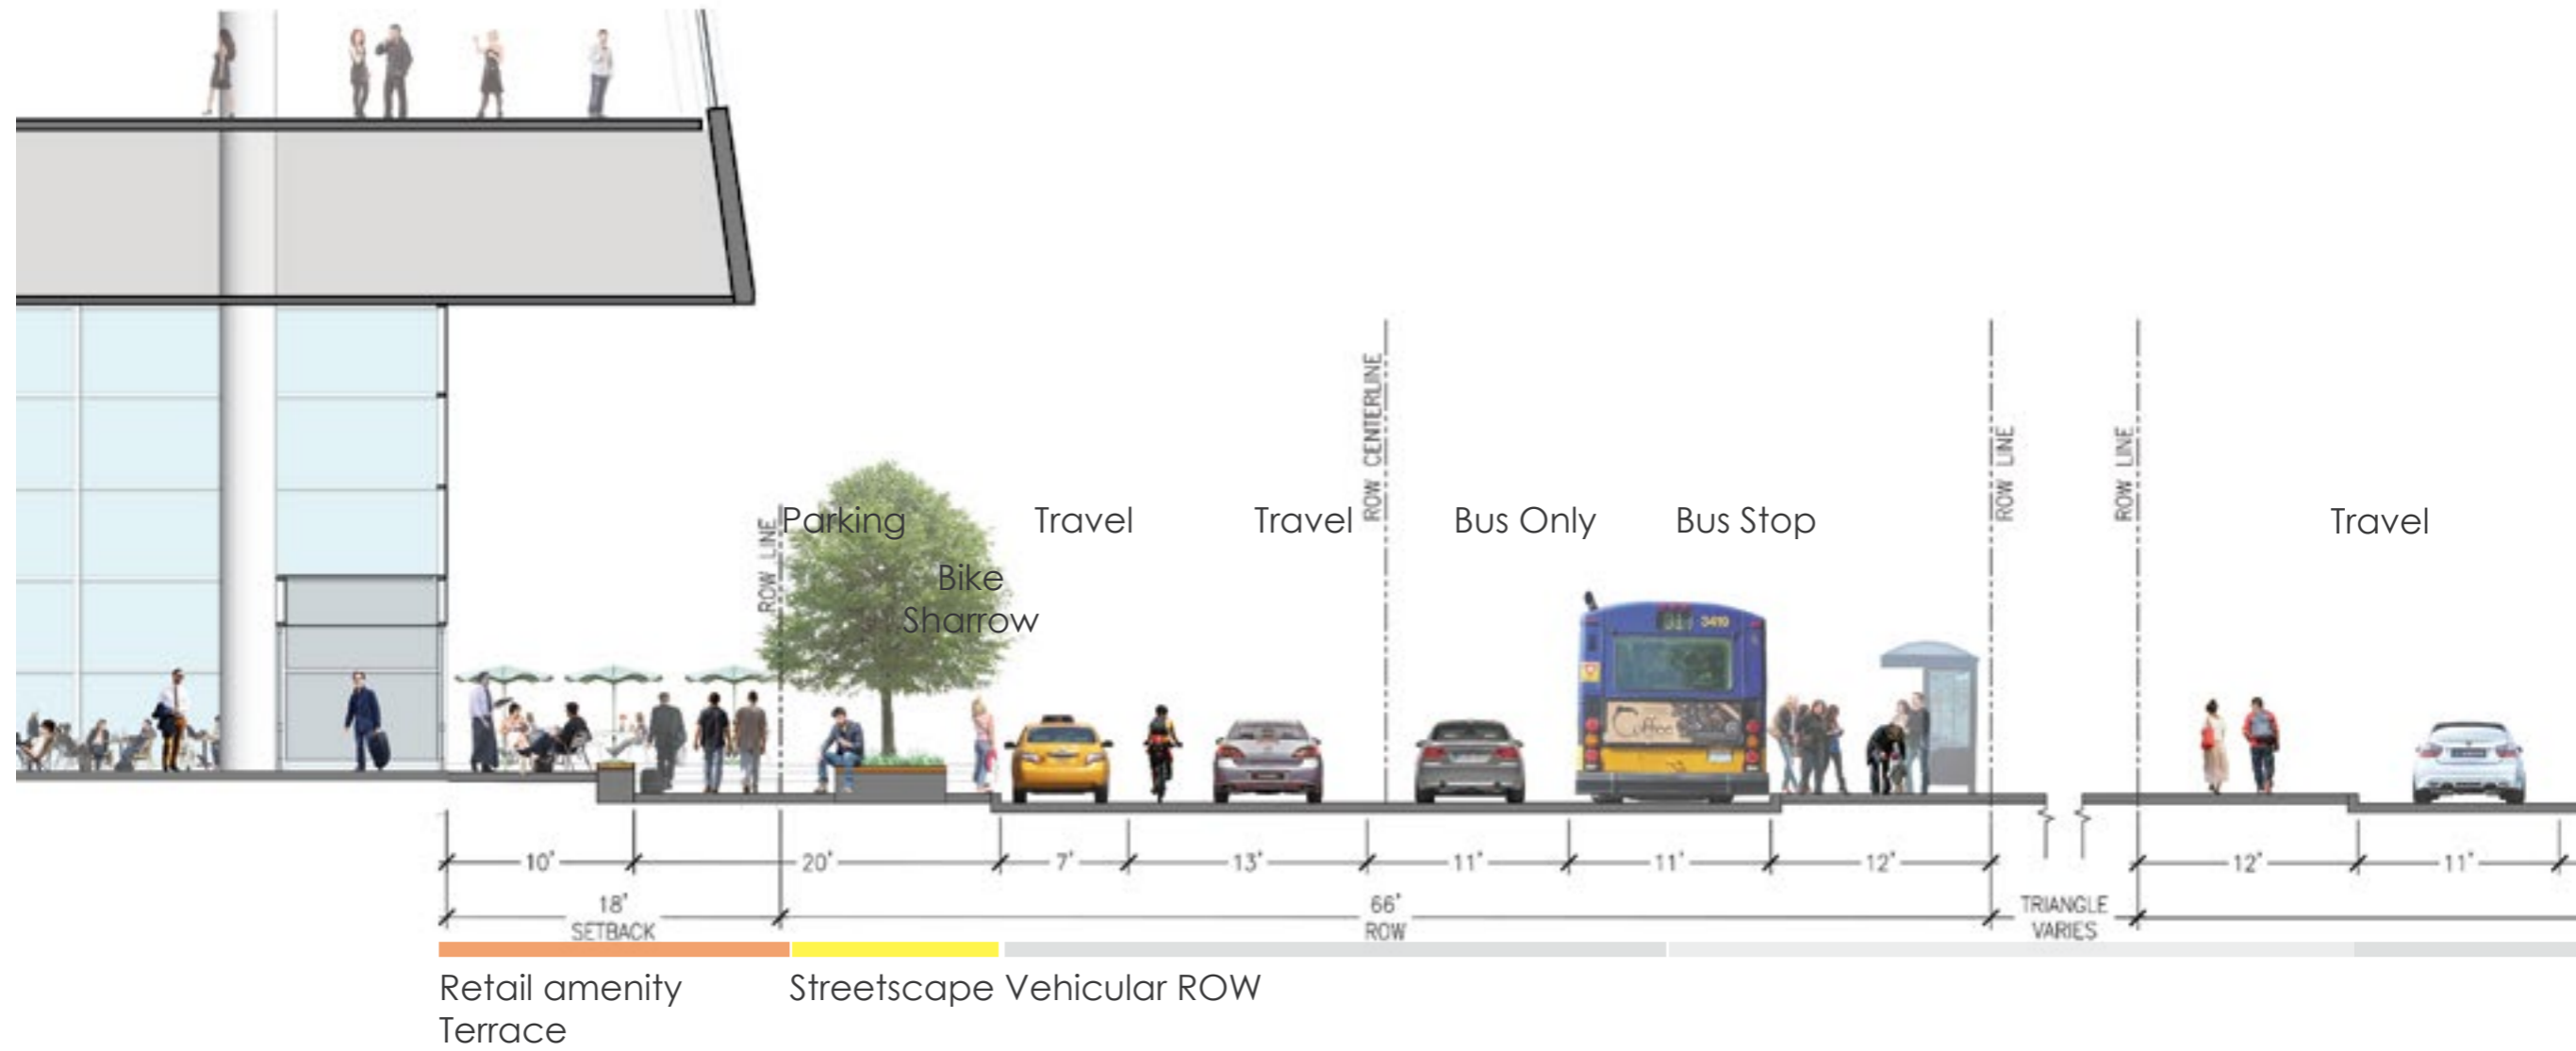 ROW CENTERLINE
ROW LINE
ROW LINE
ROW LINE
Parking
Travel
Travel
Bus Only
Bus Stop
Travel
Bike
Sharrow
3419
Coffee
10'
20'
7'
13'
11'
11'
12'
12'
11'
18'
SETBACK
66'
ROW
TRIANGLE
VARIES
Retail amenity
Terrace
Streetscape
Vehicular ROW